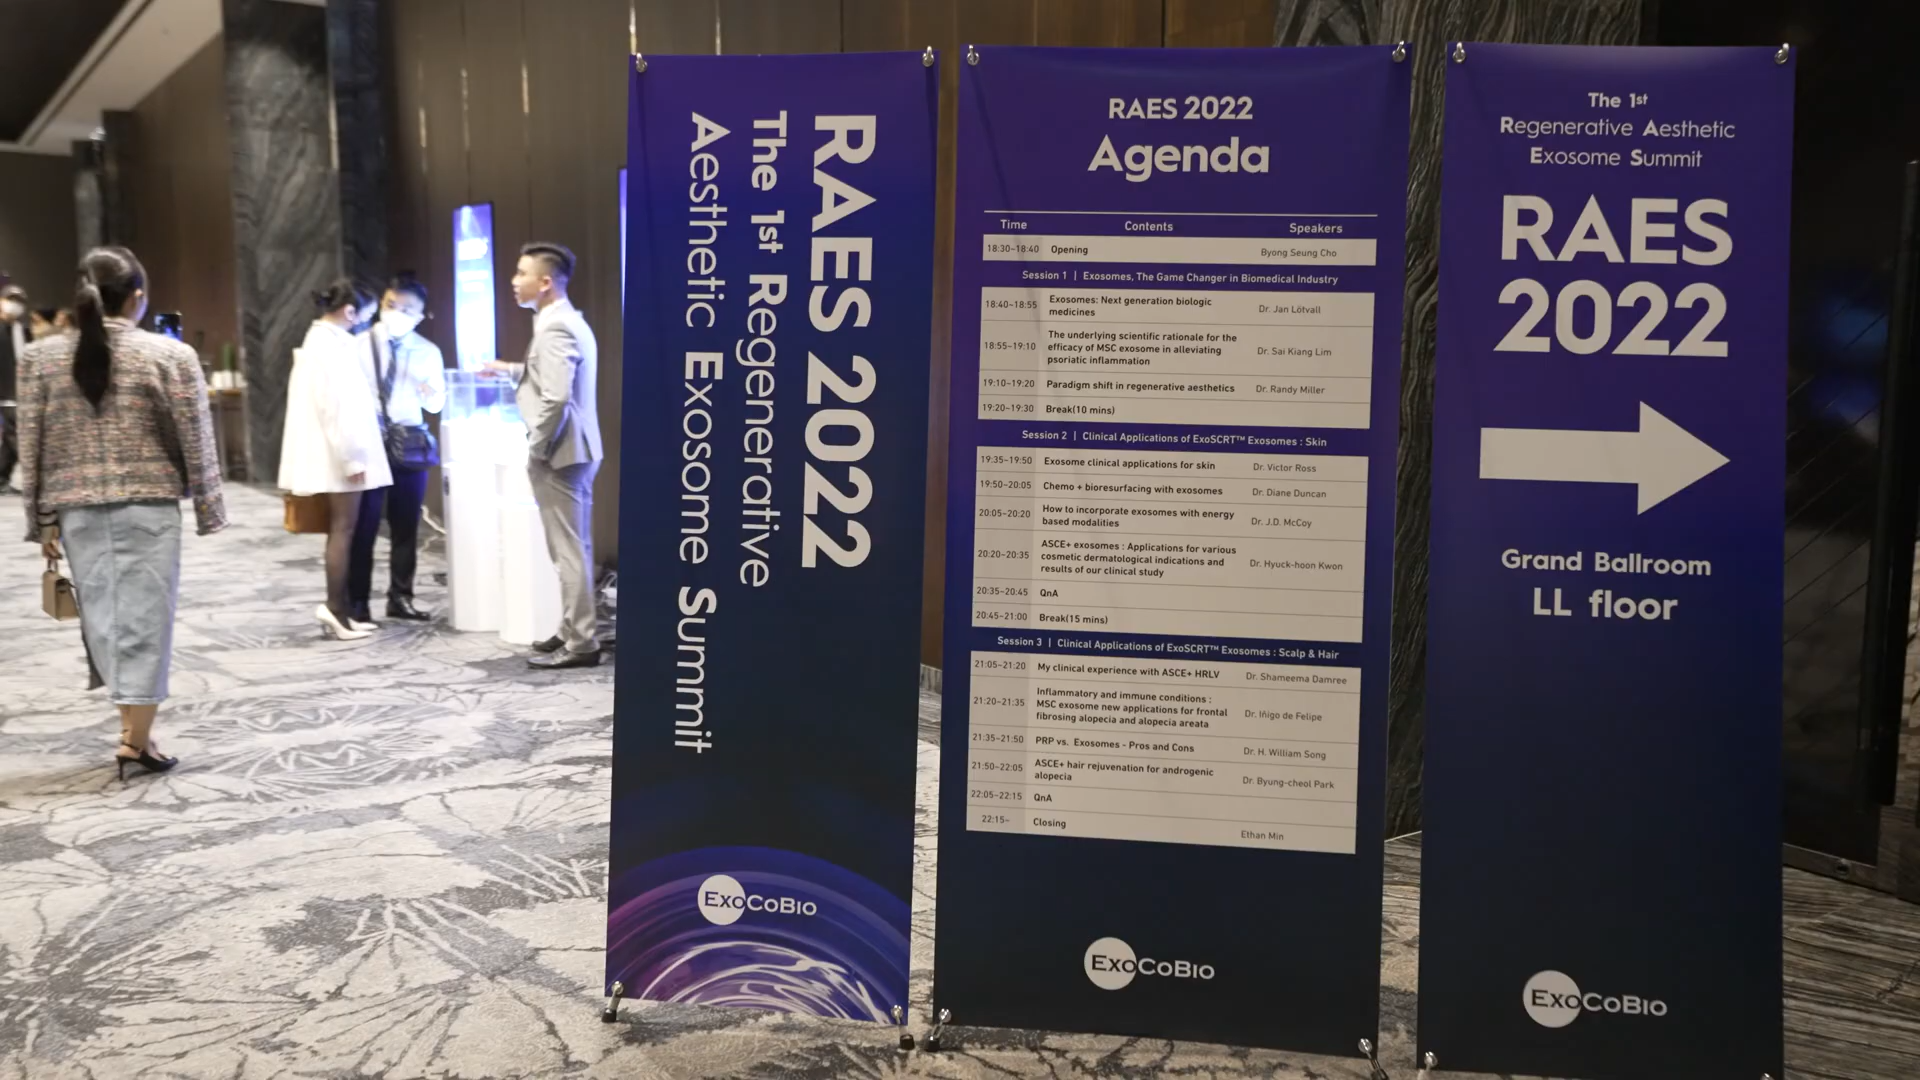 RAES 2022
The 1st Regenerative
Aesthetic Exosome Summit
ExoCoBio
RAES 2022
Agenda
Time Contents Speakers
18:30~18:40 Opening Byong Seung Cho
Session 1 | Exosomes, The Game Changer in Biomedical Industry
18:40~18:55 Exosomes: Next generation biologic
medicines Dr. Jan Lötvall
18:55~19:10 The underlying scientific rationale for the
efficacy of MSC exosome in alleviating
psoriatic inflammation Dr. Sai Kiang Lim
19:10~19:20 Paradigm shift in regenerative aesthetics Dr. Randy Miller
19:20~19:30 Break(10 mins)
Session 2 | Clinical Applications of ExoSCRT™ Exosomes : Skin
19:35~19:50 Exosome clinical applications for skin Dr. Victor Ross
19:50~20:05 Chemo + bioresurfacing with exosomes Dr. Diane Duncan
20:05~20:20 How to incorporate exosomes with energy
based modalities Dr. J.D. McCoy
20:20~20:35 ASCE+ exosomes : Applications for various
cosmetic dermatological indications and
results of our clinical study Dr. Hyuck-hoon Kwon
20:35~20:45 QnA
20:45~21:00 Break(15 mins)
Session 3 | Clinical Applications of ExoSCRT™ Exosomes : Scalp & Hair
21:05~21:20 My clinical experience with ASCE+ HRLV Dr. Shameema Damree
21:20~21:35 Inflammatory and immune conditions :
MSC exosome new applications for frontal
fibrosing alopecia and alopecia areata Dr. Iñigo de Felipe
21:35~21:50 PRP vs. Exosomes - Pros and Cons Dr. H. William Song
21:50~22:05 ASCE+ hair rejuvenation for androgenic
alopecia Dr. Byung-cheol Park
22:05~22:15 QnA
22:15~ Closing Ethan Min
ExoCoBio
The 1st
Regenerative Aesthetic
Exosome Summit
RAES
2022
Grand Ballroom
LL floor
ExoCoBio